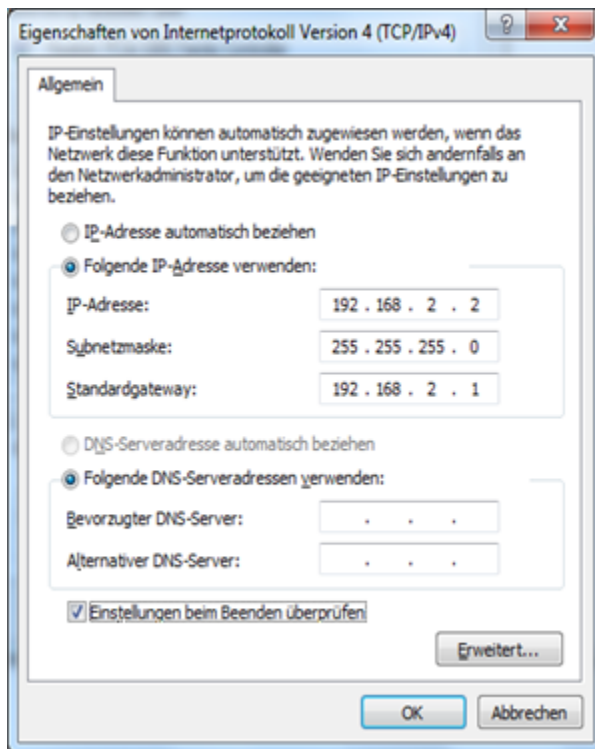 Eigenschaften von Internetprotokoll Version 4 (TCP/IPv4)
Allgemein
IP-Einstellungen können automatisch zugewiesen werden, wenn das
Netzwerk diese Funktion unterstützt. Wenden Sie sich andernfalls an
den Netzwerkadministrator, um die geeigneten IP-Einstellungen zu
beziehen.
IP-Adresse automatisch beziehen
Folgende IP-Adresse verwenden:
IP-Adresse: 192 . 168 . 2 . 2
Subnetzmaske: 255 . 255 . 255 . 0
Standardgateway: 192 . 168 . 2 . 1
DNS-Serveradresse automatisch beziehen
Folgende DNS-Serveradressen verwenden:
Bevorzugter DNS-Server: . . .
Alternativer DNS-Server: . . .
Einstellungen beim Beenden überprüfen
Erweitert...
OK Abbrechen